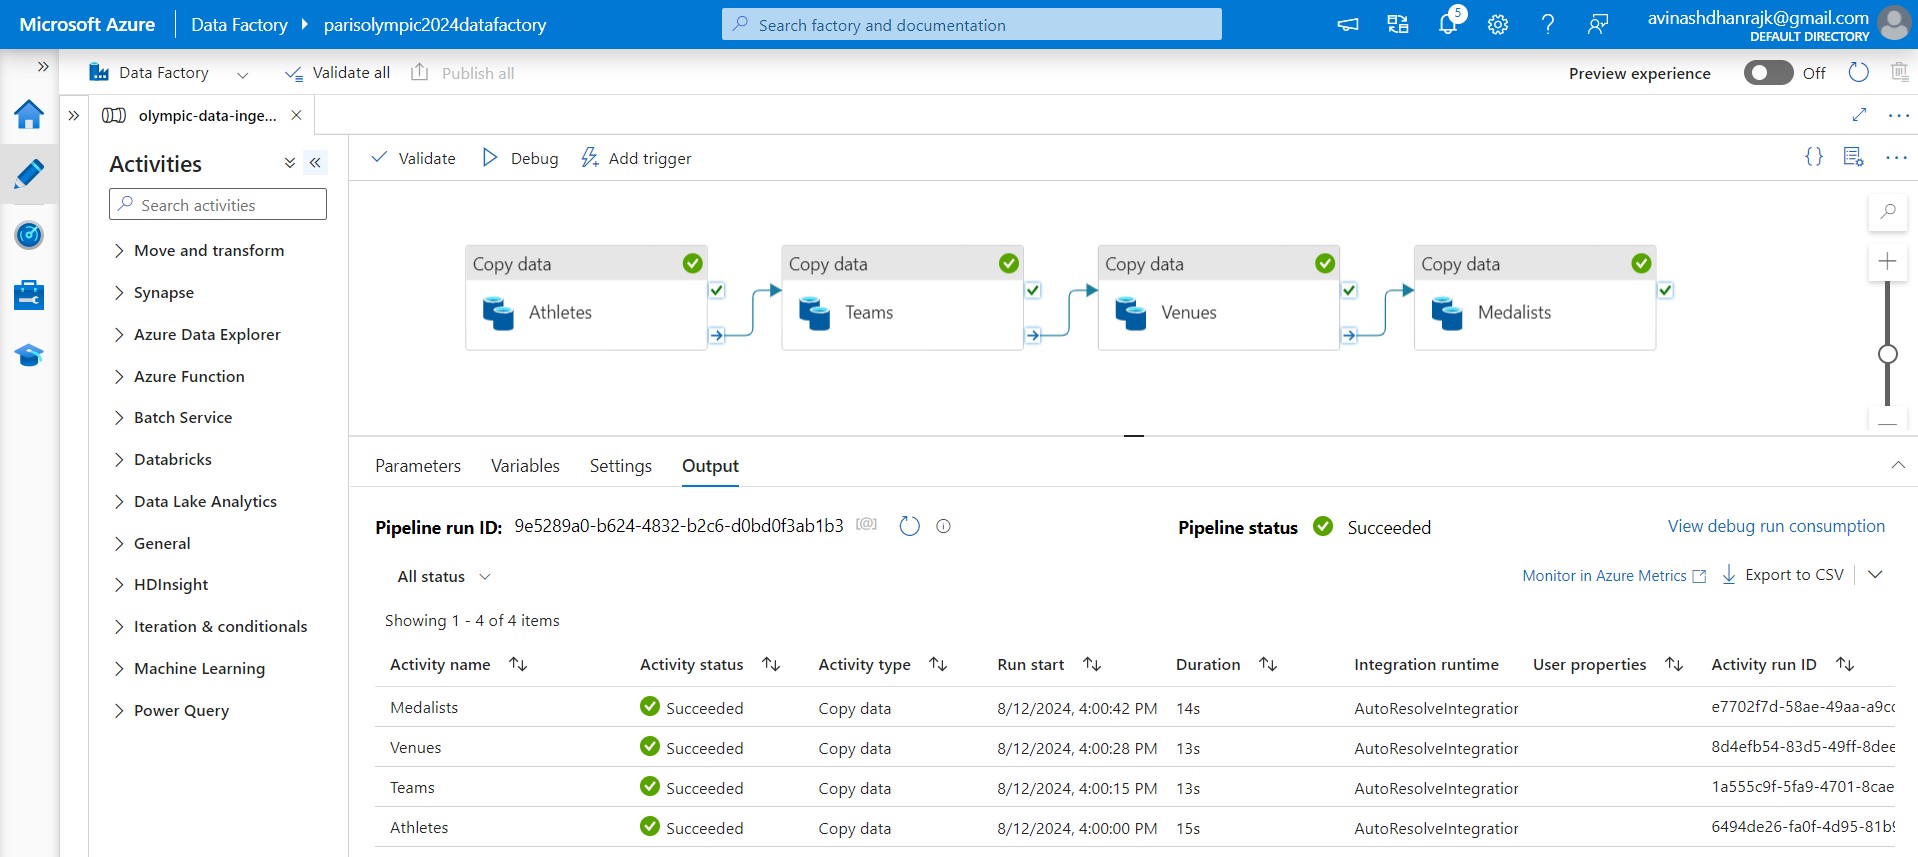 Microsoft Azure
Data Factory
parisolympic2024datafactory
Search factory and documentation
5
avinashdhanrajk@gmail.com
DEFAULT DIRECTORY
Data Factory
Validate all
Publish all
Preview experience
Off
olympic-data-inge...
Activities
Search activities
Move and transform
Synapse
Azure Data Explorer
Azure Function
Batch Service
Databricks
Data Lake Analytics
General
HDInsight
Iteration & conditionals
Machine Learning
Power Query
Validate
Debug
Add trigger
Copy data
Athletes
Copy data
Teams
Copy data
Venues
Copy data
Medalists
Parameters Variables Settings Output
Pipeline run ID: 9e5289a0-b624-4832-b2c6-d0bd0f3ab1b3
Pipeline status Succeeded
View debug run consumption
All status
Monitor in Azure Metrics
Export to CSV
Showing 1 - 4 of 4 items
Activity name Activity status Activity type Run start Duration Integration runtime User properties Activity run ID
Medalists Succeeded Copy data 8/12/2024, 4:00:42 PM 14s AutoResolveIntegration e7702f7d-58ae-49aa-a9cc
Venues Succeeded Copy data 8/12/2024, 4:00:28 PM 13s AutoResolveIntegration 8d4efb54-83d5-49ff-8dee
Teams Succeeded Copy data 8/12/2024, 4:00:15 PM 13s AutoResolveIntegration 1a555c9f-5fa9-4701-8cae
Athletes Succeeded Copy data 8/12/2024, 4:00:00 PM 15s AutoResolveIntegration 6494de26-fa0f-4d95-81b9